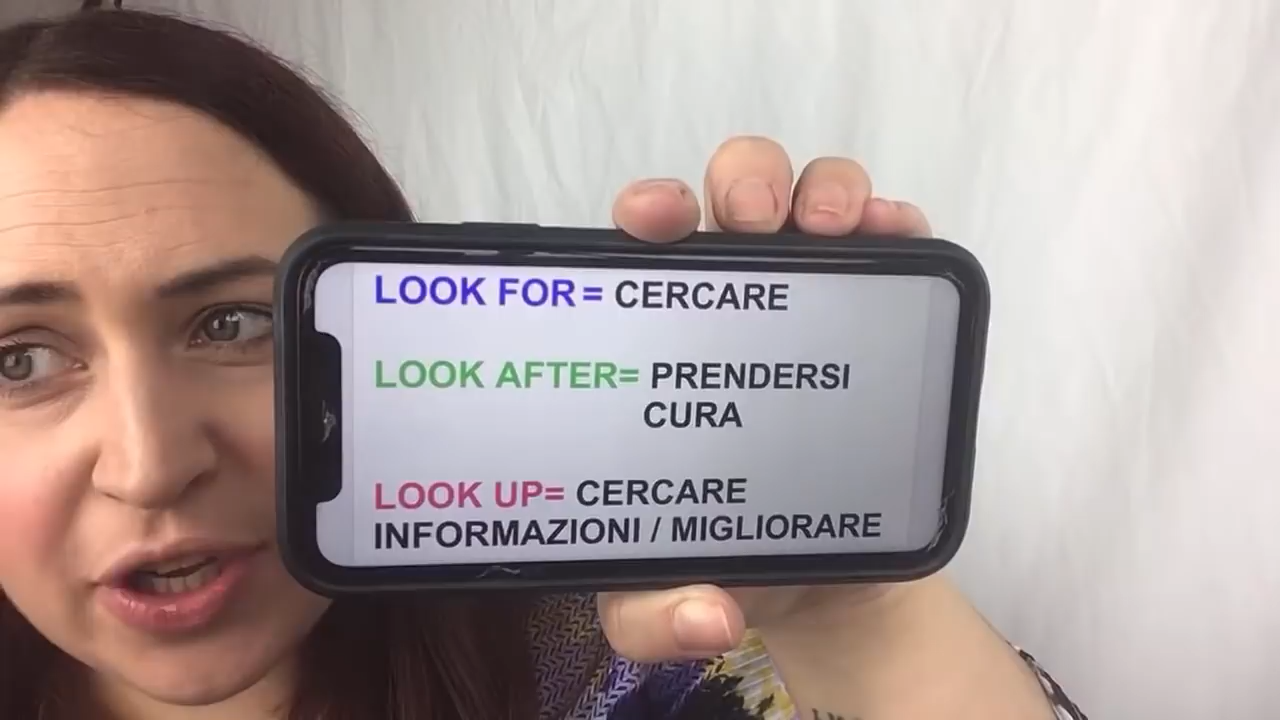 LOOK FOR = CERCARE
LOOK AFTER= PRENDERSI
CURA
LOOK UP= CERCARE
INFORMAZIONI / MIGLIORARE